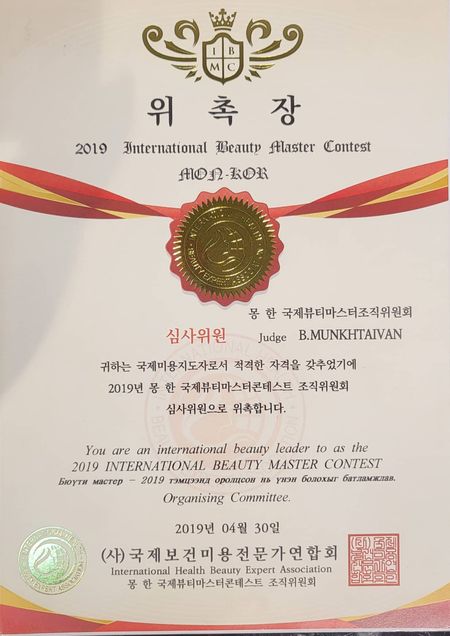 I B
M C
위 촉 장
2019 International Beauty Master Contest
MON-KOR
몽 한 국제뷰티마스터조직위원회
심사위원 Judge B.MUNKHTAIVAN
귀하는 국제미용지도자로서 적격한 자격을 갖추었기에
2019년 몽 한 국제뷰티마스터콘테스트 조직위원회
심사위원으로 위촉합니다.
You are an international beauty leader to as the
2019 INTERNATIONAL BEAUTY MASTER CONTEST
Бюути мастер - 2019 тэмцээнд оролцсон нь үнэн болохыг батламжлав.
Organising Committee.
2019년 04월 30일
(사)국제보건미용전문가연합회
International Health Beauty Expert Association
몽 한 국제뷰티마스터콘테스트 조직위원회